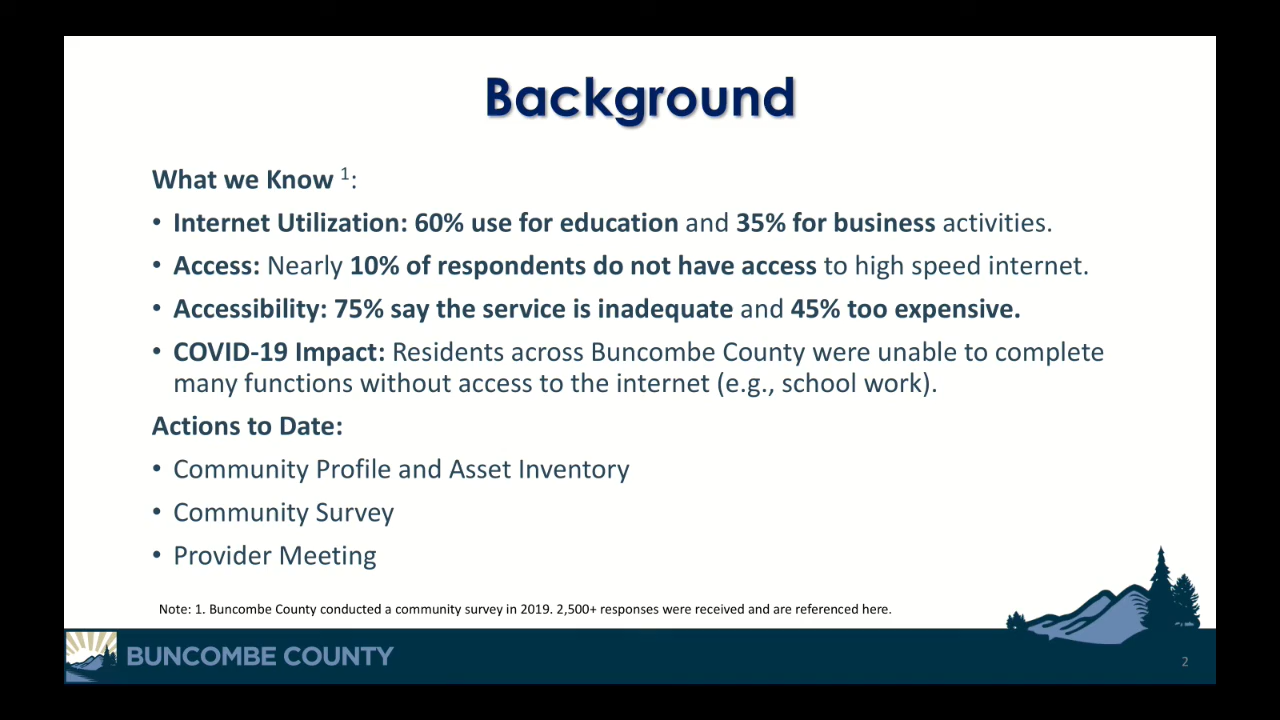 Background
What we Know 1:
• Internet Utilization: 60% use for education and 35% for business activities.
• Access: Nearly 10% of respondents do not have access to high speed internet.
• Accessibility: 75% say the service is inadequate and 45% too expensive.
• COVID-19 Impact: Residents across Buncombe County were unable to complete
many functions without access to the internet (e.g., school work).
Actions to Date:
• Community Profile and Asset Inventory
• Community Survey
• Provider Meeting
Note: 1. Buncombe County conducted a community survey in 2019. 2,500+ responses were received and are referenced here.
BUNCOMBE COUNTY
2